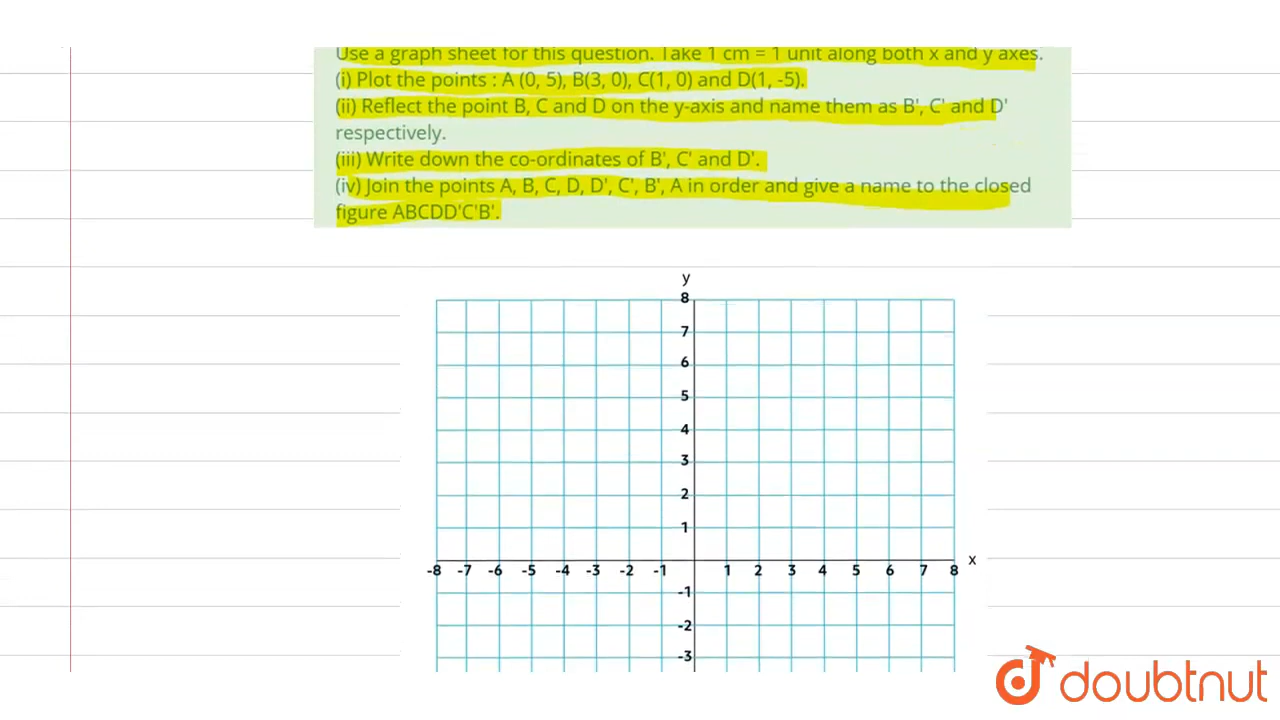 Use a graph sheet for this question. Take 1 cm = 1 unit along both x and y axes.
(i) Plot the points : A (0, 5), B(3, 0), C(1, 0) and D(1, -5).
(ii) Reflect the point B, C and D on the y-axis and name them as B', C' and D'
respectively.
(iii) Write down the co-ordinates of B', C' and D'.
(iv) Join the points A, B, C, D, D', C', B', A in order and give a name to the closed
figure ABCDD'C'B'.
y
8
7
6
5
4
3
2
1
x
-8 -7 -6 -5 -4 -3 -2 -1 1 2 3 4 5 6 7 8
-1
-2
-3
doubtnut